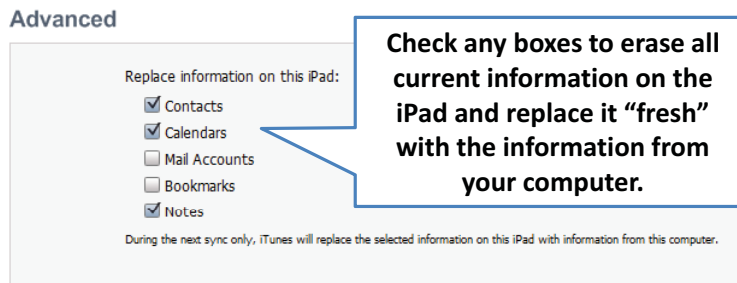 Advanced
Check any boxes to erase all
current information on the
iPad and replace it “fresh”
with the information from
your computer.
Replace information on this iPad:
Contacts
Calendars
Mail Accounts
Bookmarks
Notes
During the next sync only, iTunes will replace the selected information on this iPad with information from this computer.